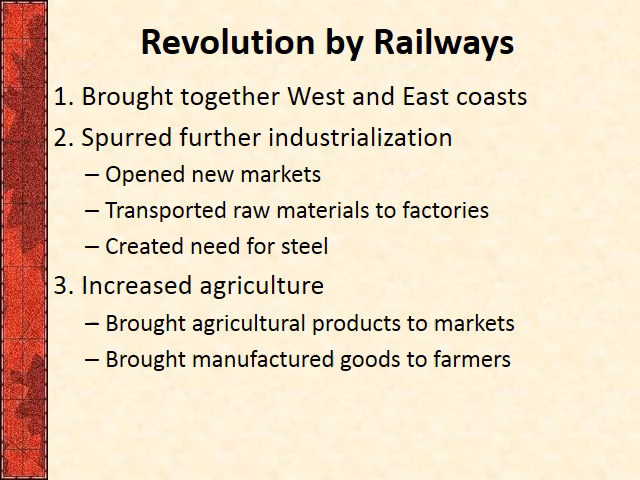 Revolution by Railways
1. Brought together West and East coasts
2. Spurred further industrialization
– Opened new markets
– Transported raw materials to factories
– Created need for steel
3. Increased agriculture
– Brought agricultural products to markets
– Brought manufactured goods to farmers